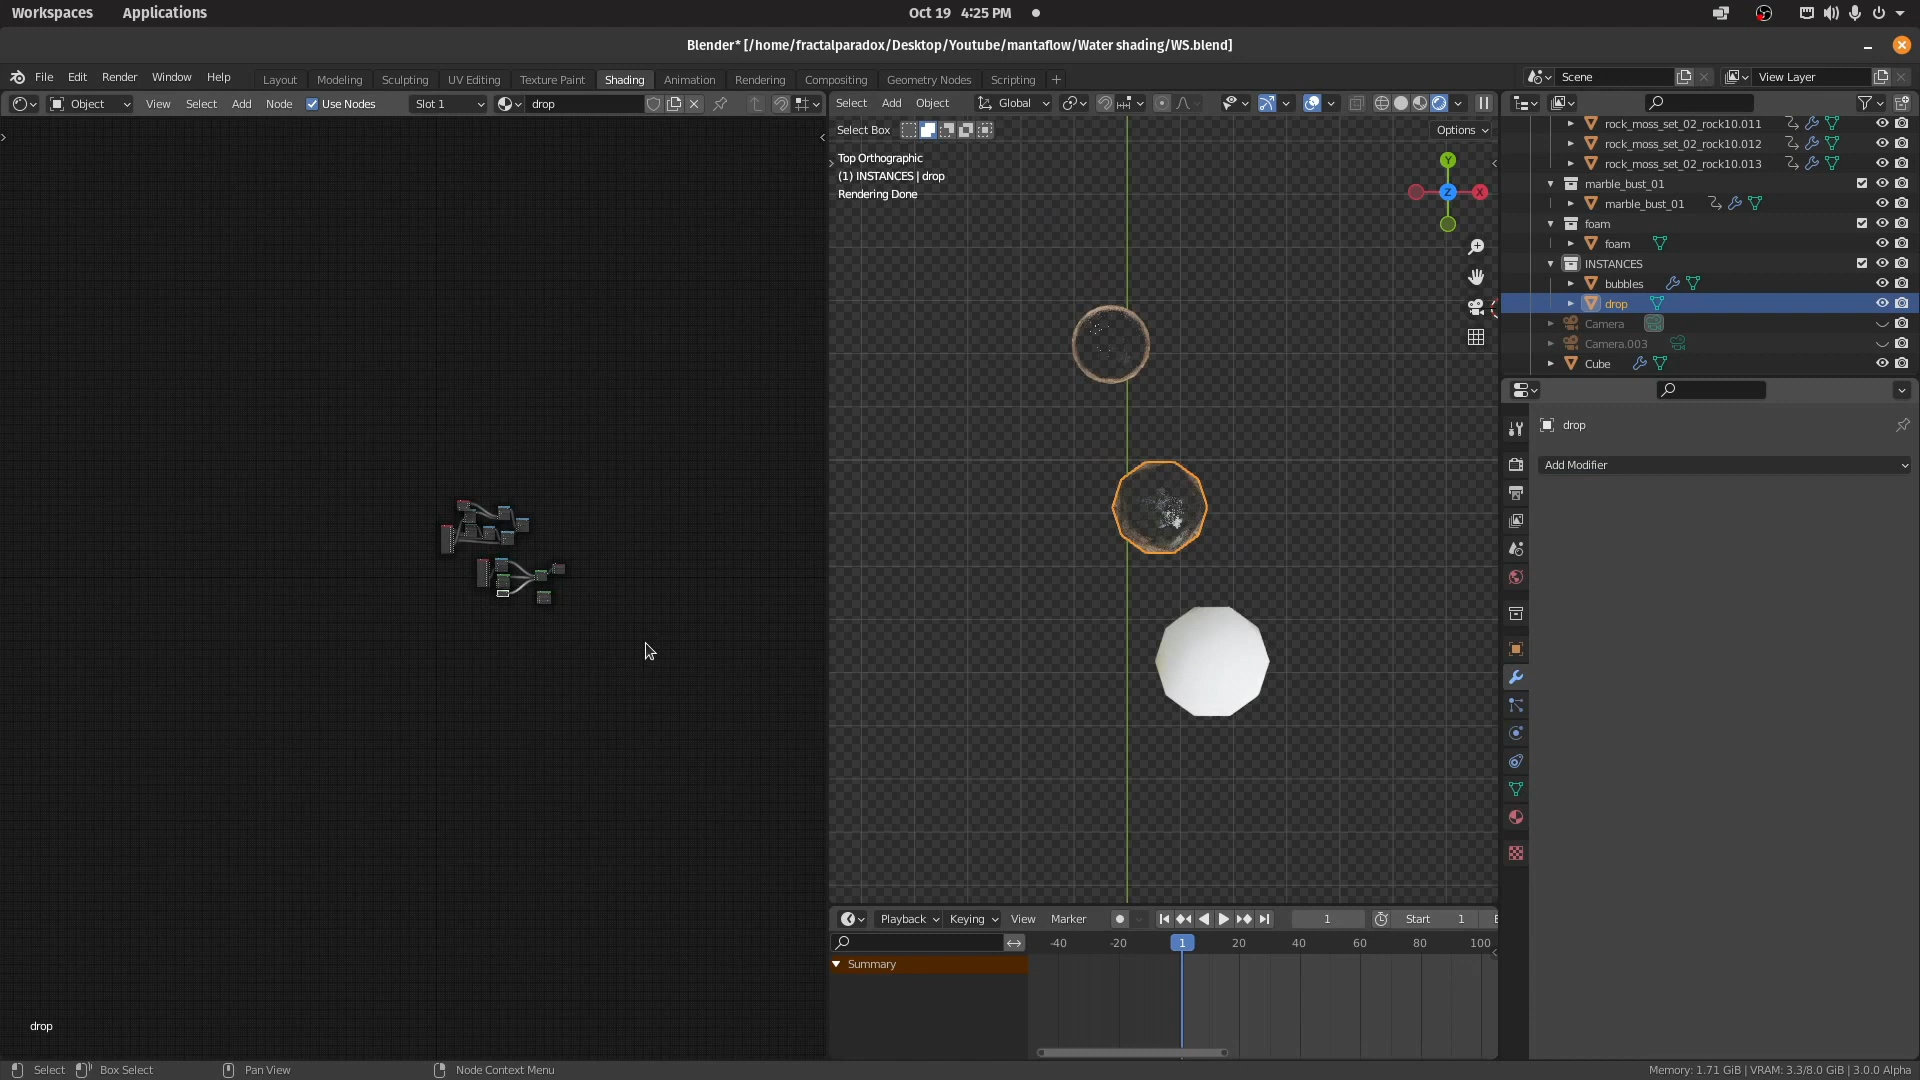 Workspaces Applications Oct 19 4:25 PM
Blender* [/home/fractalparadox/Desktop/Youtube/mantaflow/Water shading/WS.blend]
File Edit Render Window Help Layout Modeling Sculpting UV Editing Texture Paint Shading Animation Rendering Compositing Geometry Nodes Scripting + Scene View Layer
Object View Select Add Node Use Nodes Slot 1 drop
Select Add Object Global
Select Box Options
Top Orthographic
(1) INSTANCES | drop
Rendering Done
Y
Z X
rock_moss_set_02_rock10.011
rock_moss_set_02_rock10.012
rock_moss_set_02_rock10.013
marble_bust_01
marble_bust_01
foam
foam
INSTANCES
bubbles
drop
Camera
Camera.003
Cube
drop
Add Modifier
Playback Keying View Marker 1 Start 1 E
-40 -20 1 20 40 60 80 100
Summary
drop
Select Box Select Pan View Node Context Menu Memory: 1.71 GiB | VRAM: 3.3/8.0 GiB | 3.0.0 Alpha